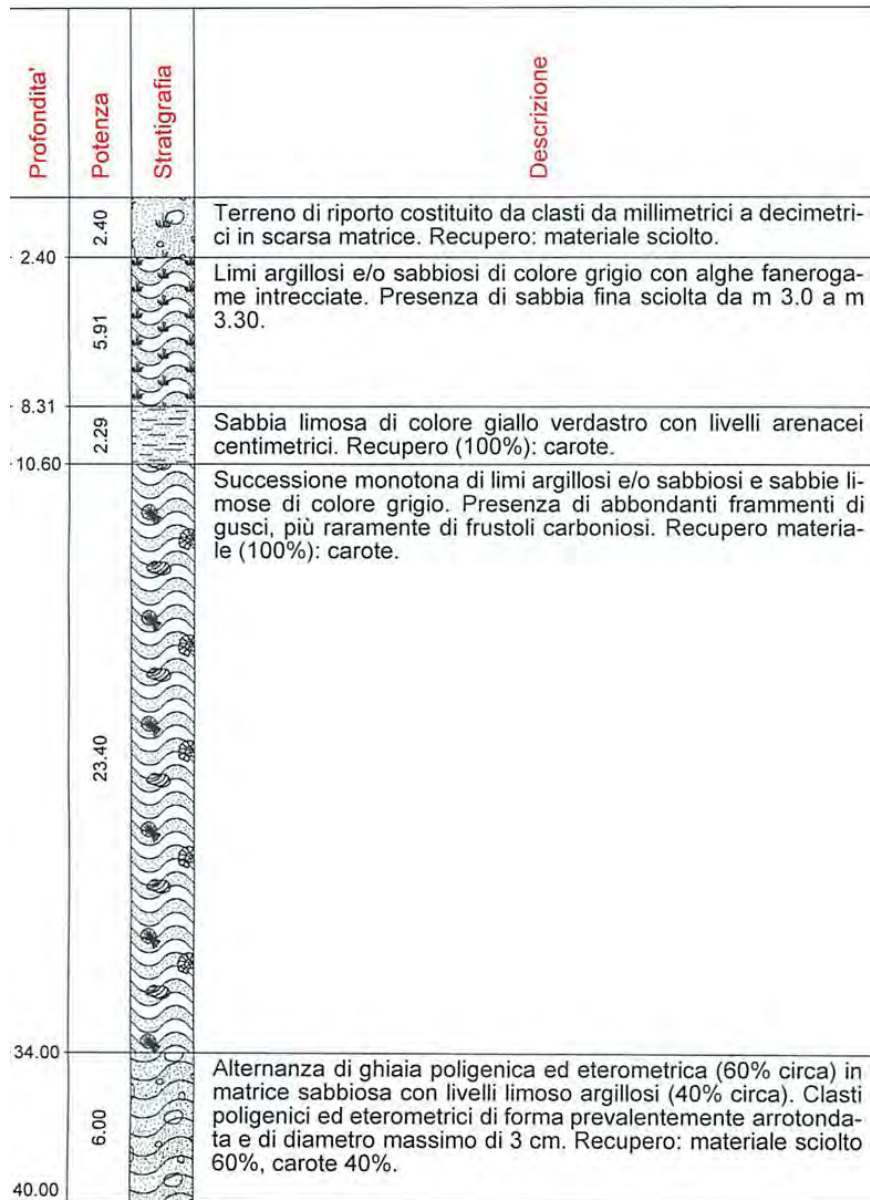 Profondita'
Potenza
Stratigrafia
Descrizione
2.40
Terreno di riporto costituito da clasti da millimetrici a decimetri-
ci in scarsa matrice. Recupero: materiale sciolto.
2.40
5.91
Limi argillosi e/o sabbiosi di colore grigio con alghe faneroga-
me intrecciate. Presenza di sabbia fina sciolta da m 3.0 a m
3.30.
8.31
2.29
Sabbia limosa di colore giallo verdastro con livelli arenacei
centimetrici. Recupero (100%): carote.
10.60
23.40
Successione monotona di limi argillosi e/o sabbiosi e sabbie li-
mose di colore grigio. Presenza di abbondanti frammenti di
gusci, più raramente di frustoli carboniosi. Recupero materia-
le (100%): carote.
34.00
6.00
Alternanza di ghiaia poligenica ed eterometrica (60% circa) in
matrice sabbiosa con livelli limoso argillosi (40% circa). Clasti
poligenici ed eterometrici di forma prevalentemente arrotonda-
ta e di diametro massimo di 3 cm. Recupero: materiale sciolto
60%, carote 40%.
40.00